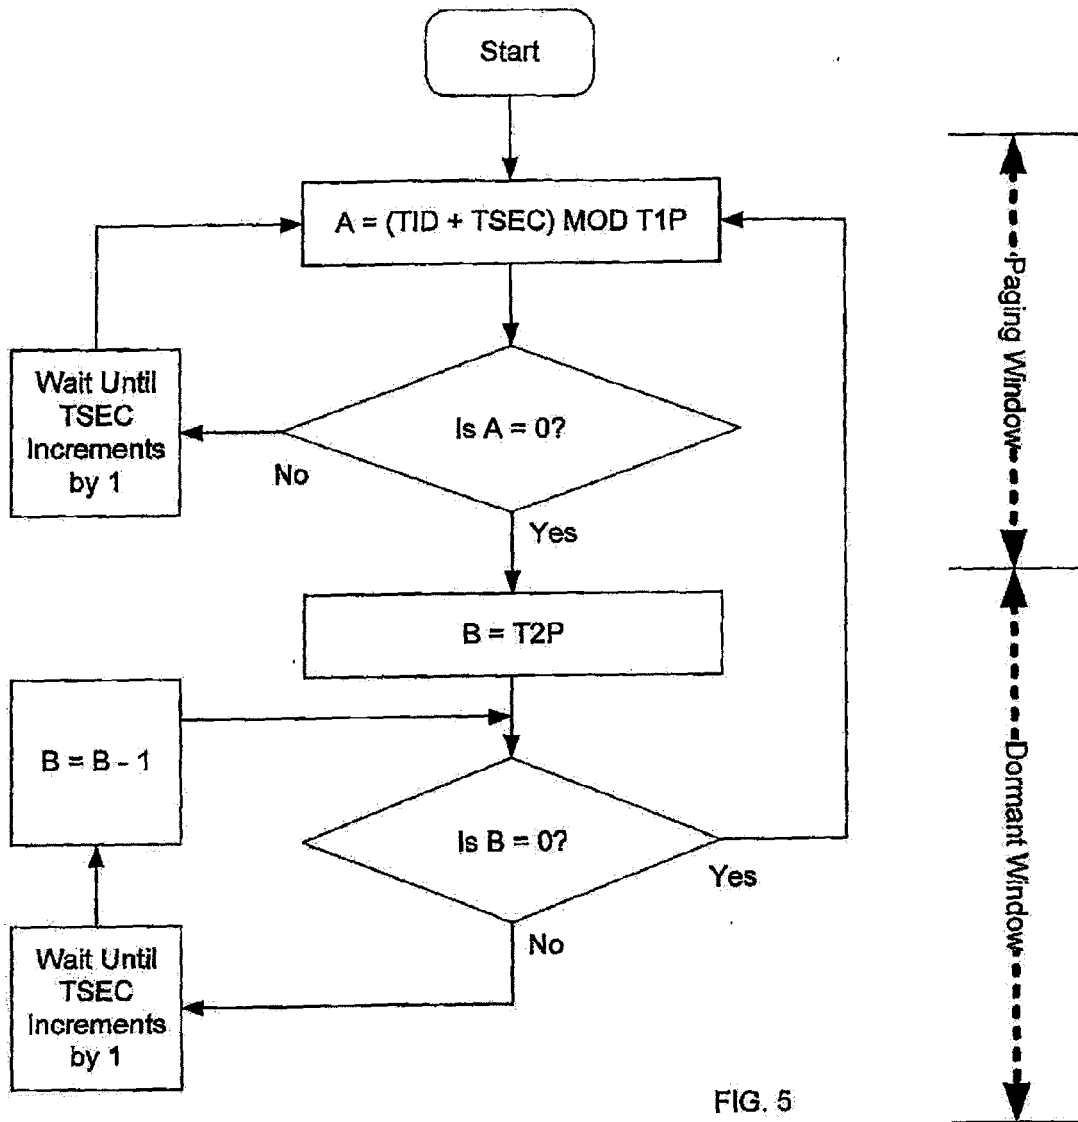 Start
A = (TID + TSEC) MOD T1P
Wait Until
TSEC
Increments
by 1
Is A = 0?
No
Yes
B = T2P
B = B - 1
Is B = 0?
Yes
No
Wait Until
TSEC
Increments
by 1
Paging Window
Dormant Window
FIG. 5